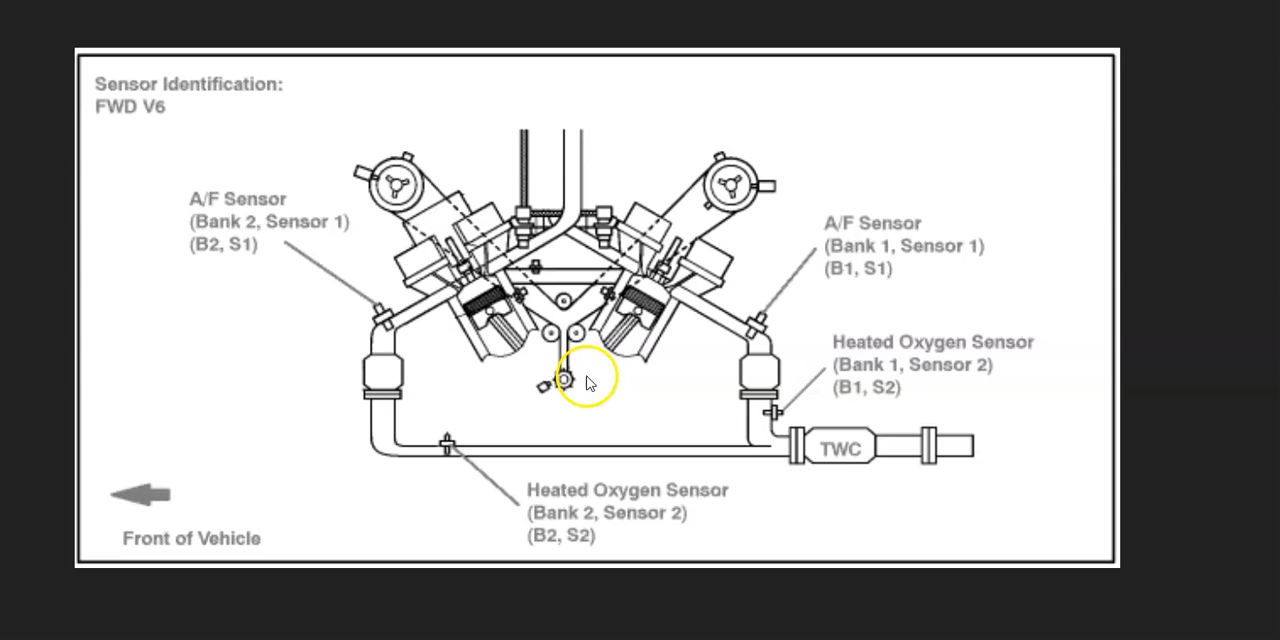 Sensor Identification:
FWD V6
A/F Sensor
(Bank 2, Sensor 1)
(B2, S1)
A/F Sensor
(Bank 1, Sensor 1)
(B1, S1)
Heated Oxygen Sensor
(Bank 1, Sensor 2)
(B1, S2)
TWC
Heated Oxygen Sensor
(Bank 2, Sensor 2)
(B2, S2)
Front of Vehicle